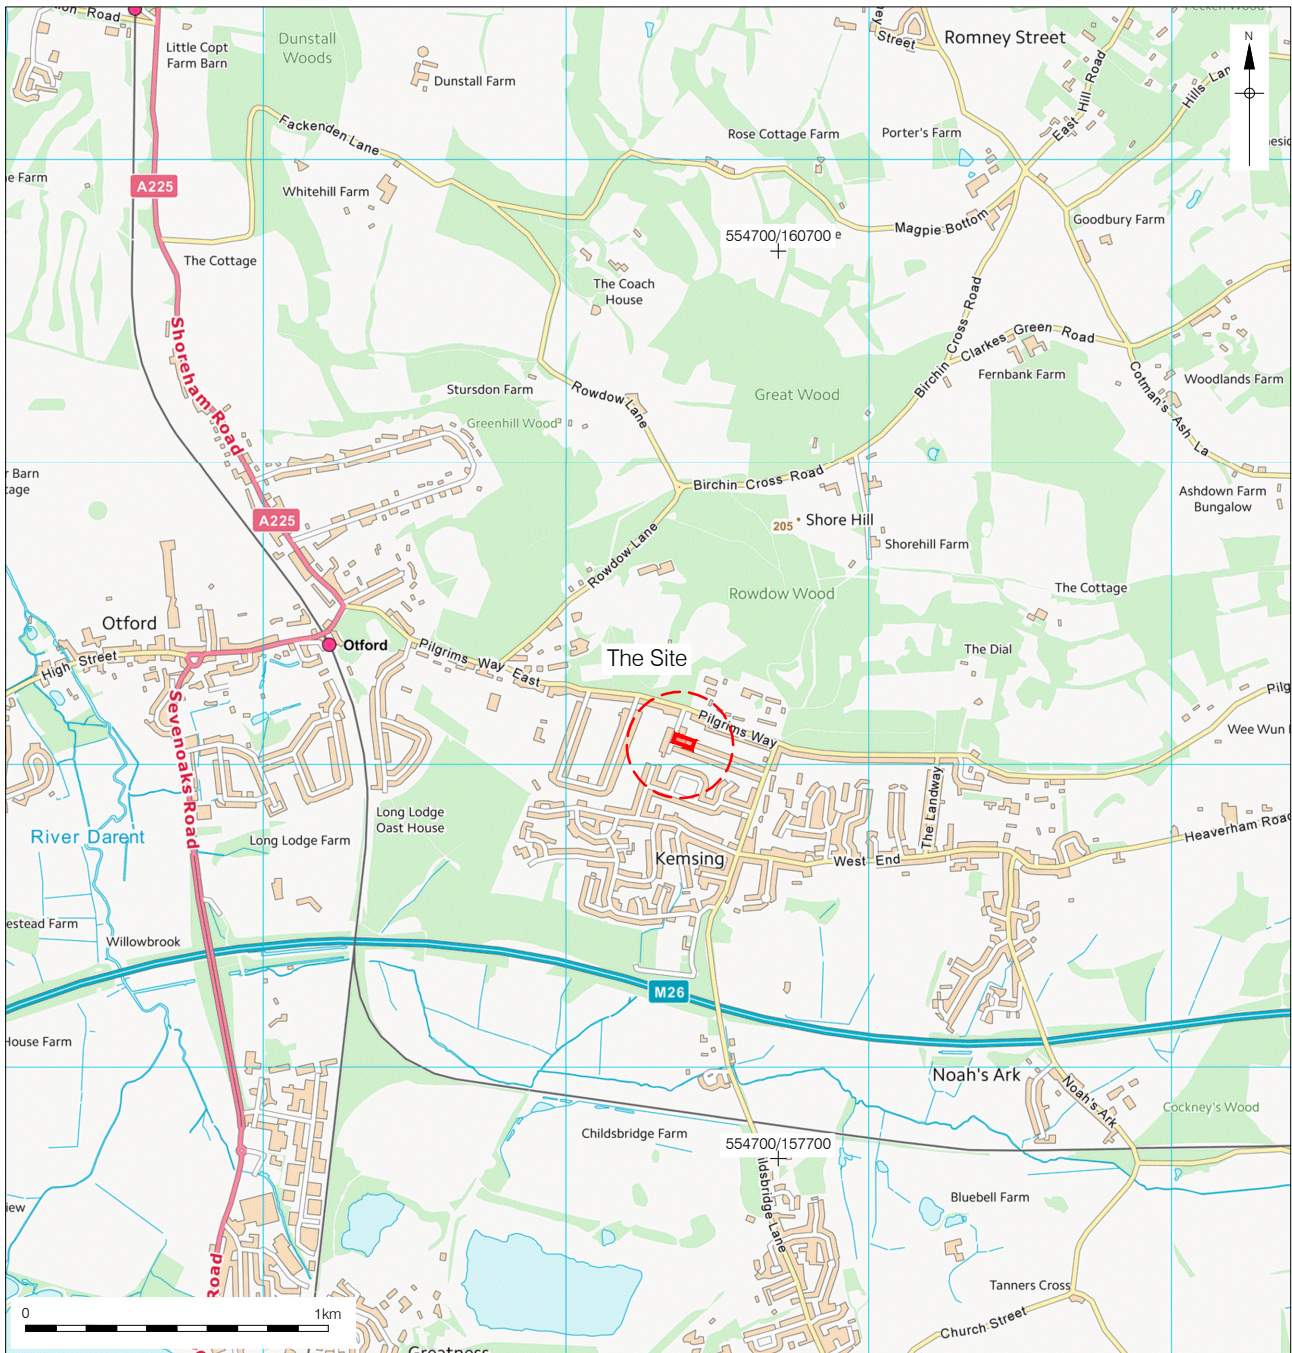 Road
Little Copt
Farm Barn
Dunstall
Woods
Dunstall Farm
Street
Romney Street
N
East Hill Road
Hills Lan
Fackenden Lane
Rose Cottage Farm
Porter's Farm
e Farm
A225
Whitehill Farm
Magpie Bottom
Goodbury Farm
554700/160700
The Cottage
The Coach
House
Shoreham Road
Birchin Cross Road
Clarkes Green Road
Fernbank Farm
Woodlands Farm
Cotman's Ash La
Stursdon Farm
Rowdow Lane
Great Wood
Greenhill Wood
r Barn
tage
Birchin Cross Road
Ashdown Farm
Bungalow
A225
205
Shore Hill
Shorehill Farm
Rowdow Lane
The Cottage
Rowdow Wood
Otford
Otford
High Street
Pilgrims Way East
The Site
The Dial
Pilg
Wee Wun
Pilgrims Way
Sevenoaks Road
The Landway
River Darent
Long Lodge
Oast House
Long Lodge Farm
Heaverham Road
Kemsing
West End
estead Farm
Willowbrook
M26
House Farm
Noah's Ark
Noah's Ark
Cockney's Wood
Childsbridge Farm
554700/157700
ildsbridge Lane
iew
Bluebell Farm
Road
Tanners Cross
Church Street
0
1km
Greatness